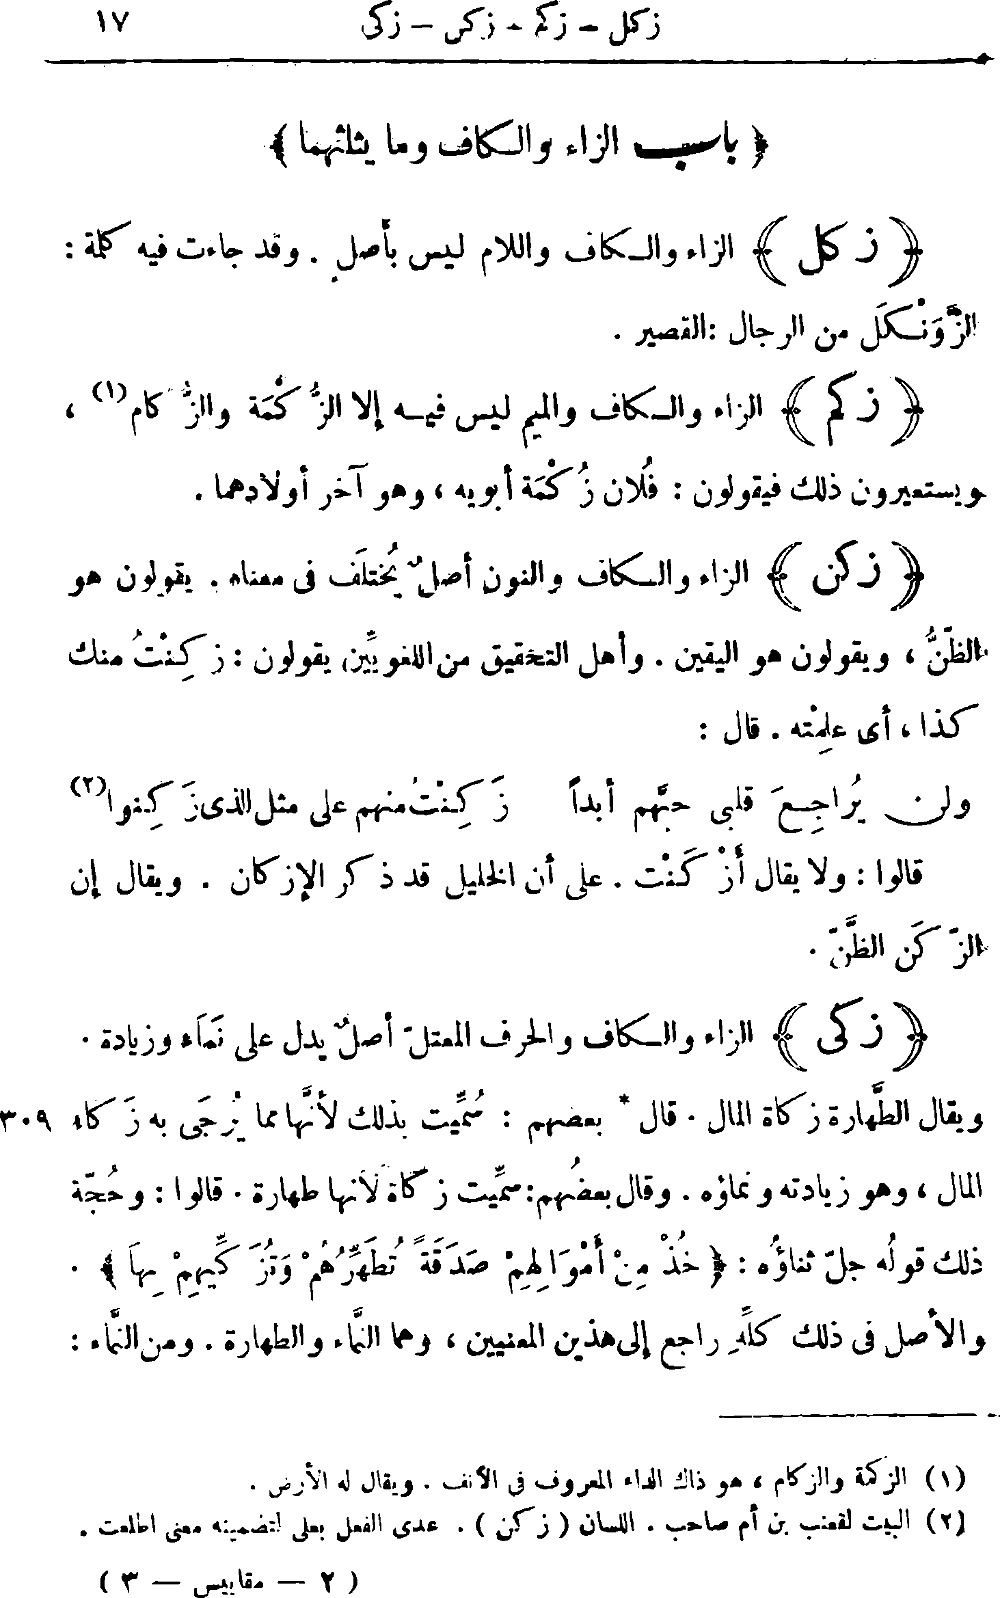 زكل – زكم – زكن – زكى ١٧
﴿ باب الزاء والكاف وما يثلثهما ﴾
﴿ زكل ﴾ الزاء والكاف واللام ليس بأصلٍ . وقد جاءت فيه كلمة :
الزَّوَنْكَل من الرجال : القصير .
﴿ زكم ﴾ الزاء والكاف والميم ليس فيه إلا الزُّكْمَة والزُّكام(١) ،
ويستعيرون ذلك فيقولون : فُلان زُكْمَة أبويه ، وهو آخر أولادهما .
﴿ زكن ﴾ الزاء والكاف والنون أصلٌ يُختلَف فى معناه . يقولون هو
الظّنُّ ، ويقولون هو اليقين . وأهل التحقيق من اللغويِّين يقولون : زكِنْتُ منك
كذا ، أى علِمْته . قال :
ولن يُراجِعَ قلبى حبّهم أبداً زَكِنْتُ منهم على مثل الذى زَكِنوا(٢)
قالوا : ولا يقال أَزْكَنْت . على أن الخليل قد ذكر الإزكان . ويقال إن
الزّكَن الظَّنّ .
﴿ زكى ﴾ الزاء والكاف والحرف المعتلّ أصلٌ يدل على نَمَاء وزيادة .
ويقال الطَّهارة زكاة المال . قال * بعضهم : سُمِّيت بذلك لأنَّها مما يُرجَى به زَكاء ٣٠٩
المال ، وهو زيادته ونماؤه . وقال بعضُهم : سمِّيت زكاةً لأنها طهارة . قالوا : وحُجّة
ذلك قولُه جلّ ثناؤُه : ﴿ خُذْ مِنْ أَمْوَالِهِمْ صَدَقَةً تُطَهِّرُهُمْ وَتُزَكِّيهِمْ بِهَا ﴾ .
والأصل فى ذلك كلِّهِ راجع إلى هذين المعنيين ، وهما النَّماء والطهارة . ومن النَّماء :
(١) الزكمة والزكام ، هو ذاك الداء المعروف فى الأنف . ويقال له الأرض .
(٢) البيت لقعنب بن أم صاحب . اللسان ( زكن ) . عدى الفعل بعلى لتضمينه معنى اطلعت .
( ٢ — مقاييس — ٣ )